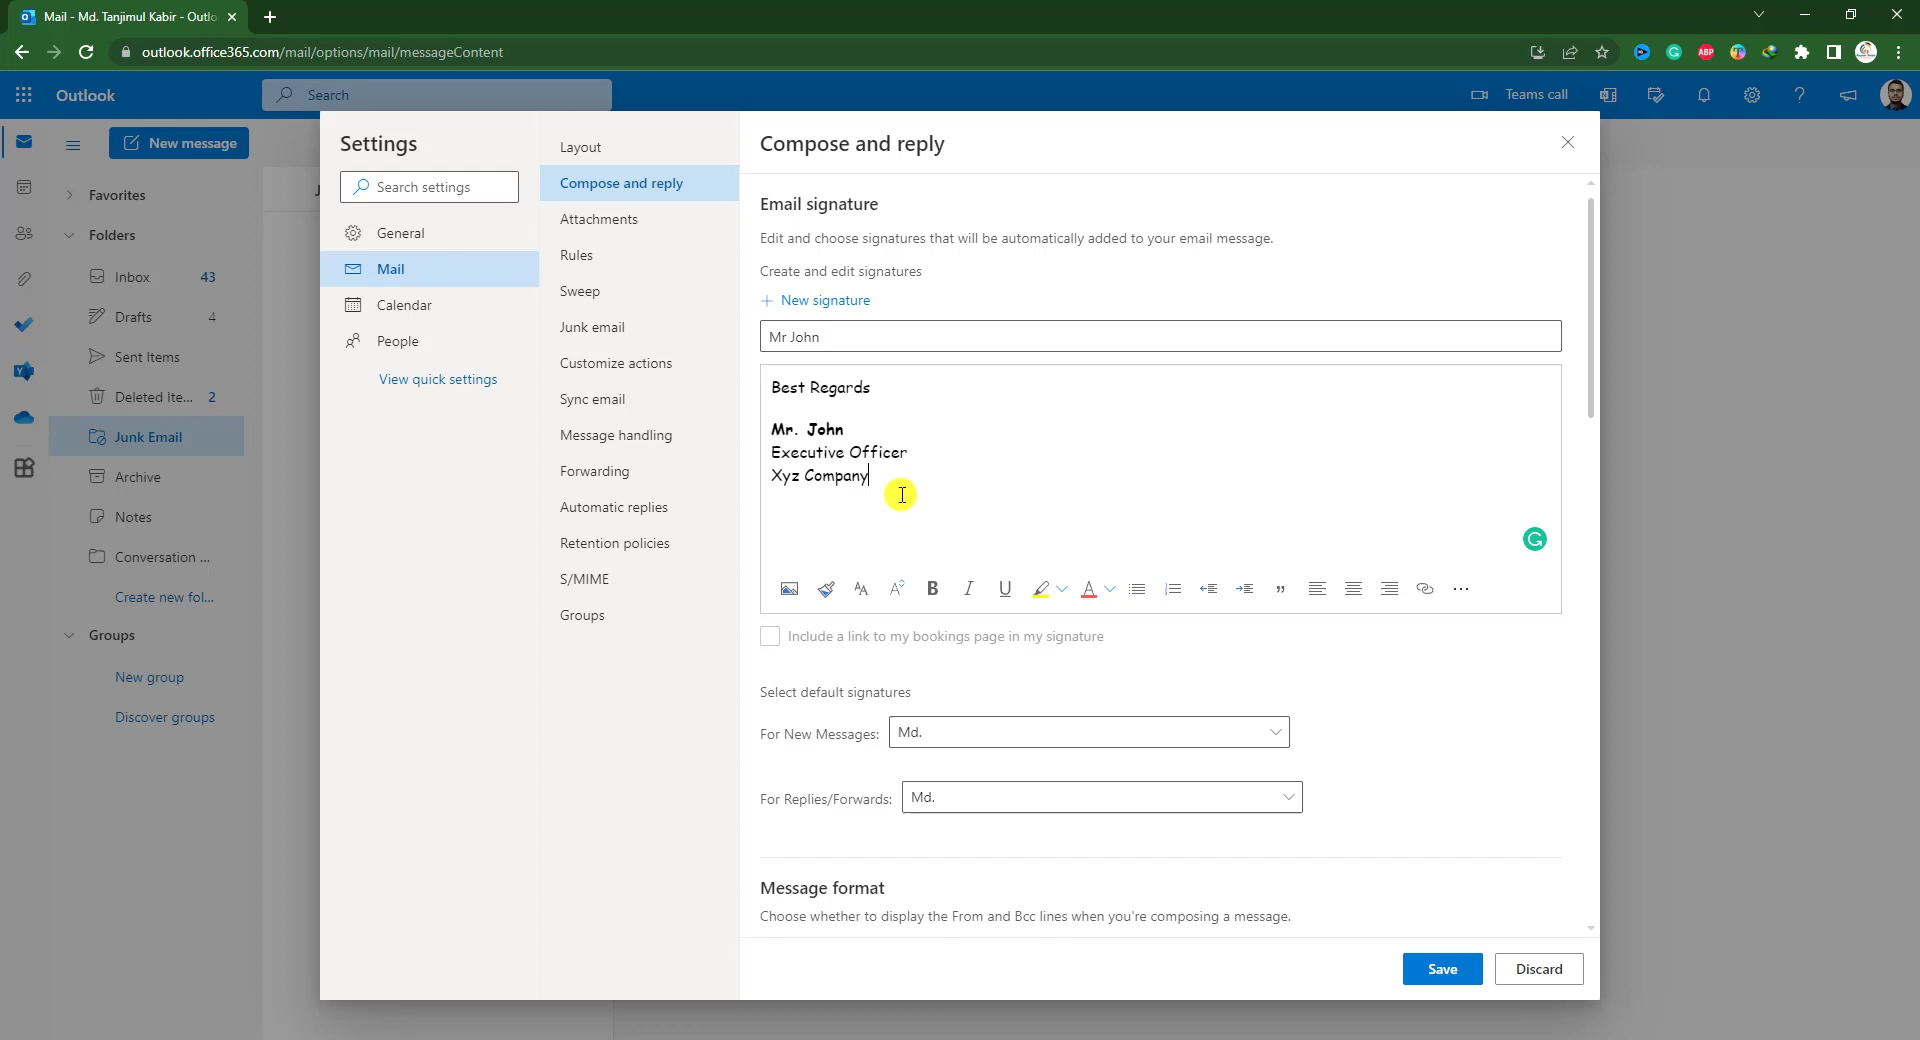 Mail - Md. Tanjimul Kabir - Outlo
outlook.office365.com/mail/options/mail/messageContent
ABP
Outlook
Search
Teams call
New message
Favorites
Folders
Inbox 43
Drafts 4
Sent Items
Deleted Ite... 2
Junk Email
Archive
Notes
Conversation ...
Create new fol...
Groups
New group
Discover groups
Settings
Search settings
General
Mail
Calendar
People
View quick settings
Layout
Compose and reply
Attachments
Rules
Sweep
Junk email
Customize actions
Sync email
Message handling
Forwarding
Automatic replies
Retention policies
S/MIME
Groups
Compose and reply
Email signature
Edit and choose signatures that will be automatically added to your email message.
Create and edit signatures
New signature
Mr John
Best Regards
Mr. John
Executive Officer
Xyz Company
Include a link to my bookings page in my signature
Select default signatures
For New Messages: Md.
For Replies/Forwards: Md.
Message format
Choose whether to display the From and Bcc lines when you're composing a message.
Save
Discard